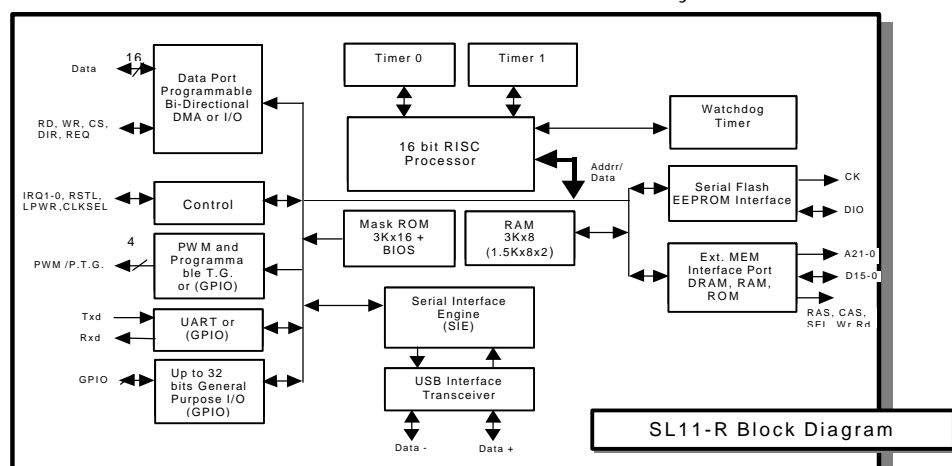 16
Data
Data Port
Programmable
Bi-Directional
DMA or I/O
RD, WR, CS,
DIR, REQ
Timer 0
Timer 1
Watchdog
Timer
16 bit RISC
Processor
Addrr/
Data
IRQ1-0, RSTL,
LPWR,CLKSEL
Control
Serial Flash
EEPROM Interface
CK
DIO
Mask ROM
3Kx16 +
BIOS
RAM
3Kx8
(1.5Kx8x2)
4
PWM /P.T.G.
PWM and
Programma
ble T.G.
or (GPIO)
Ext. MEM
Interface Port
DRAM, RAM,
ROM
A21-0
D15-0
RAS, CAS,
SEL, Wr Rd,
Serial Interface
Engine
(SIE)
Txd
Rxd
UART or
(GPIO)
GPIO
Up to 32
bits General
Purpose I/O
(GPIO)
USB Interface
Transceiver
Data -
Data +
SL11-R Block Diagram